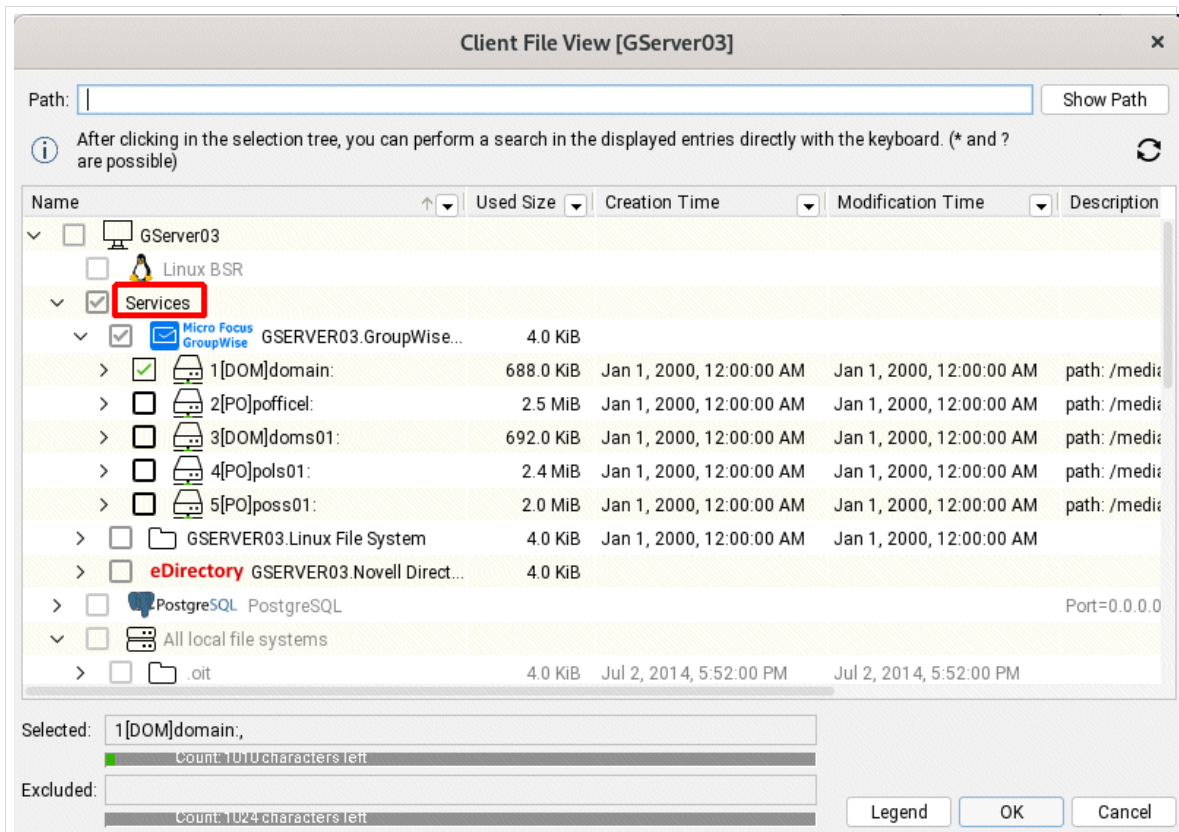 Client File View [GServer03]
Path:
Show Path
After clicking in the selection tree, you can perform a search in the displayed entries directly with the keyboard. (* and ?
are possible)
Name Used Size Creation Time Modification Time Description
GServer03
Linux BSR
Services
Micro Focus
GroupWise GSERVER03.GroupWise... 4.0 KiB
1[DOM]domain: 688.0 KiB Jan 1, 2000, 12:00:00 AM Jan 1, 2000, 12:00:00 AM path: /media
2[PO]pofficel: 2.5 MiB Jan 1, 2000, 12:00:00 AM Jan 1, 2000, 12:00:00 AM path: /media
3[DOM]doms01: 692.0 KiB Jan 1, 2000, 12:00:00 AM Jan 1, 2000, 12:00:00 AM path: /media
4[PO]pols01: 2.4 MiB Jan 1, 2000, 12:00:00 AM Jan 1, 2000, 12:00:00 AM path: /media
5[PO]poss01: 2.0 MiB Jan 1, 2000, 12:00:00 AM Jan 1, 2000, 12:00:00 AM path: /media
GSERVER03.Linux File System 4.0 KiB Jan 1, 2000, 12:00:00 AM Jan 1, 2000, 12:00:00 AM
eDirectory GSERVER03.Novell Direct... 4.0 KiB
PostgreSQL PostgreSQL Port=0.0.0.0
All local file systems
.oit 4.0 KiB Jul 2, 2014, 5:52:00 PM Jul 2, 2014, 5:52:00 PM
Selected: 1[DOM]domain:,
Count: 1010 characters left
Excluded:
Count: 1024 characters left
Legend OK Cancel